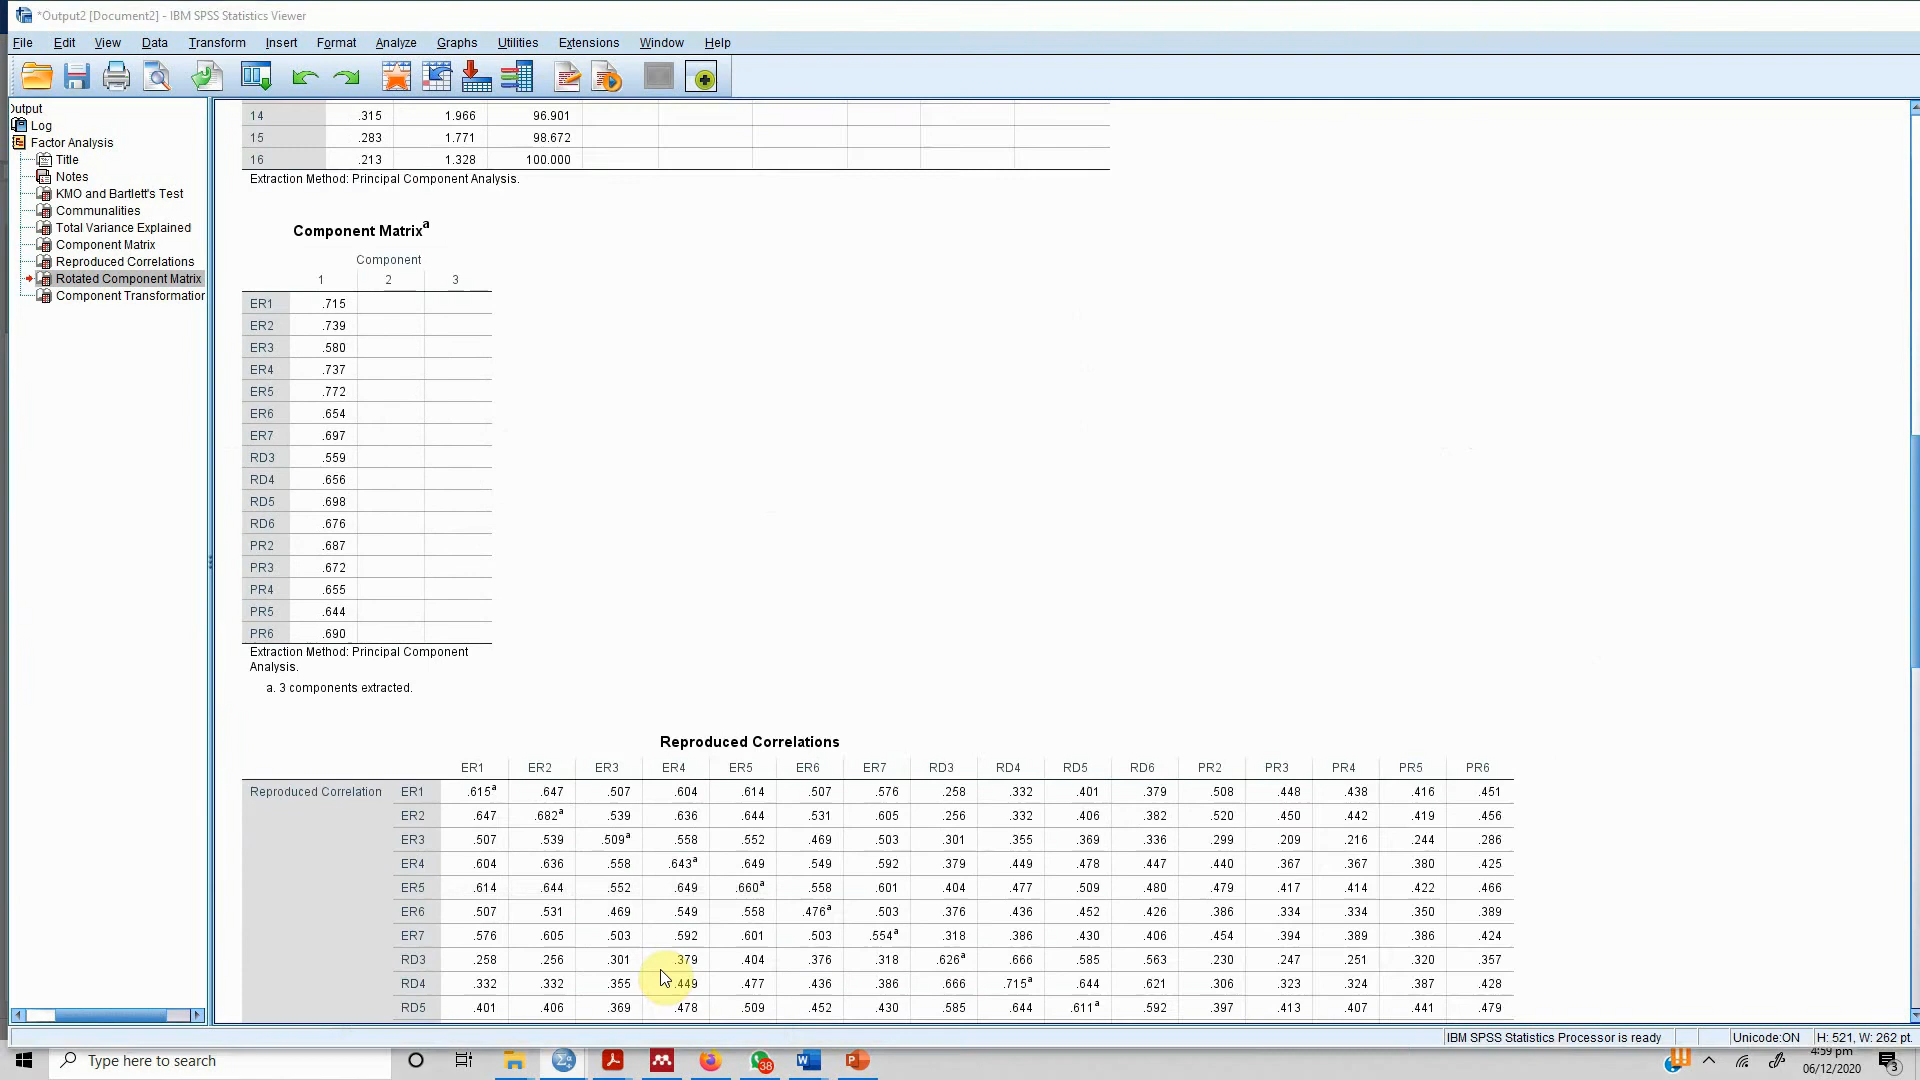 *Output2 [Document2] - IBM SPSS Statistics Viewer
File Edit View Data Transform Insert Format Analyze Graphs Utilities Extensions Window Help
Output
Log
Factor Analysis
Title
Notes
KMO and Bartlett's Test
Communalities
Total Variance Explained
Component Matrix
Reproduced Correlations
Rotated Component Matrix
Component Transformation
14 .315 1.966 96.901
15 .283 1.771 98.672
16 .213 1.328 100.000
Extraction Method: Principal Component Analysis.
Component Matrixa
Component
1 2 3
ER1 .715
ER2 .739
ER3 .580
ER4 .737
ER5 .772
ER6 .654
ER7 .697
RD3 .559
RD4 .656
RD5 .698
RD6 .676
PR2 .687
PR3 .672
PR4 .655
PR5 .644
PR6 .690
Extraction Method: Principal Component
Analysis.
a. 3 components extracted.
Reproduced Correlations
ER1 ER2 ER3 ER4 ER5 ER6 ER7 RD3 RD4 RD5 RD6 PR2 PR3 PR4 PR5 PR6
Reproduced Correlation ER1 .615a .647 .507 .604 .614 .507 .576 .258 .332 .401 .379 .508 .448 .438 .416 .451
ER2 .647 .682a .539 .636 .644 .531 .605 .256 .332 .406 .382 .520 .450 .442 .419 .456
ER3 .507 .539 .509a .558 .552 .469 .503 .301 .355 .369 .336 .299 .209 .216 .244 .286
ER4 .604 .636 .558 .643a .649 .549 .592 .379 .449 .478 .447 .440 .367 .367 .380 .425
ER5 .614 .644 .552 .649 .660a .558 .601 .404 .477 .509 .480 .479 .417 .414 .422 .466
ER6 .507 .531 .469 .549 .558 .476a .503 .376 .436 .452 .426 .386 .334 .334 .350 .389
ER7 .576 .605 .503 .592 .601 .503 .554a .318 .386 .430 .406 .454 .394 .389 .386 .424
RD3 .258 .256 .301 .379 .404 .376 .318 .626a .666 .585 .563 .230 .247 .251 .320 .357
RD4 .332 .332 .355 .449 .477 .436 .386 .666 .715a .644 .621 .306 .323 .324 .387 .428
RD5 .401 .406 .369 .478 .509 .452 .430 .585 .644 .611a .592 .397 .413 .407 .441 .479
IBM SPSS Statistics Processor is ready Unicode:ON H: 521, W: 262 pt.
Type here to search
38
4:59 pm
06/12/2020
3